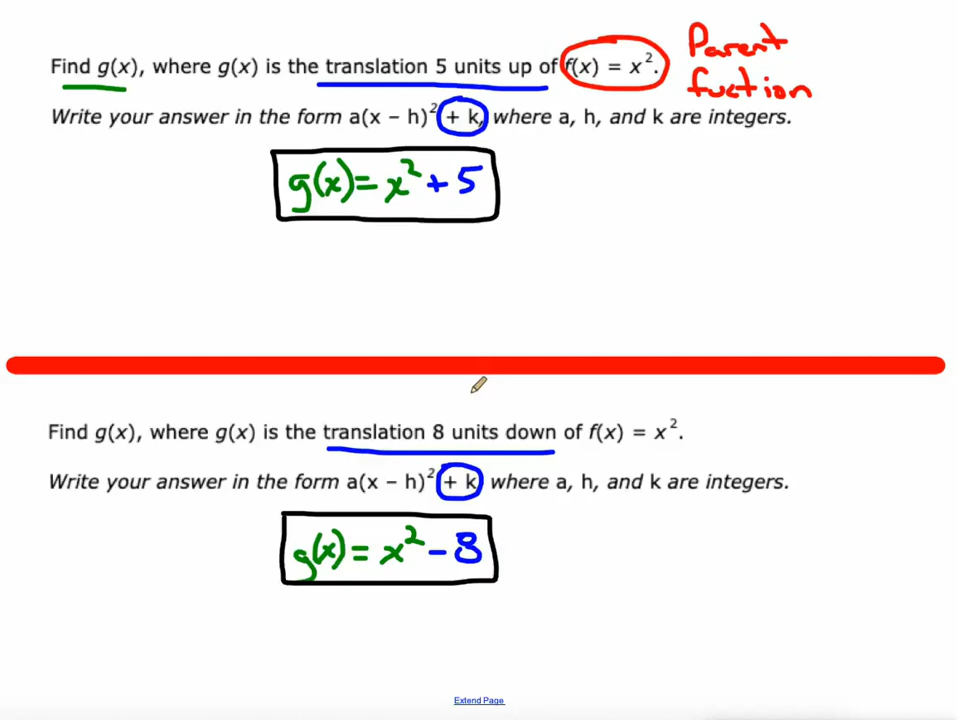 Find g(x), where g(x) is the translation 5 units up of f(x) = x².
Parent
fuction
Write your answer in the form a(x – h)² + k, where a, h, and k are integers.
g(x)= x² + 5
Find g(x), where g(x) is the translation 8 units down of f(x) = x².
Write your answer in the form a(x – h)² + k, where a, h, and k are integers.
g(x) = x² – 8
Extend Page